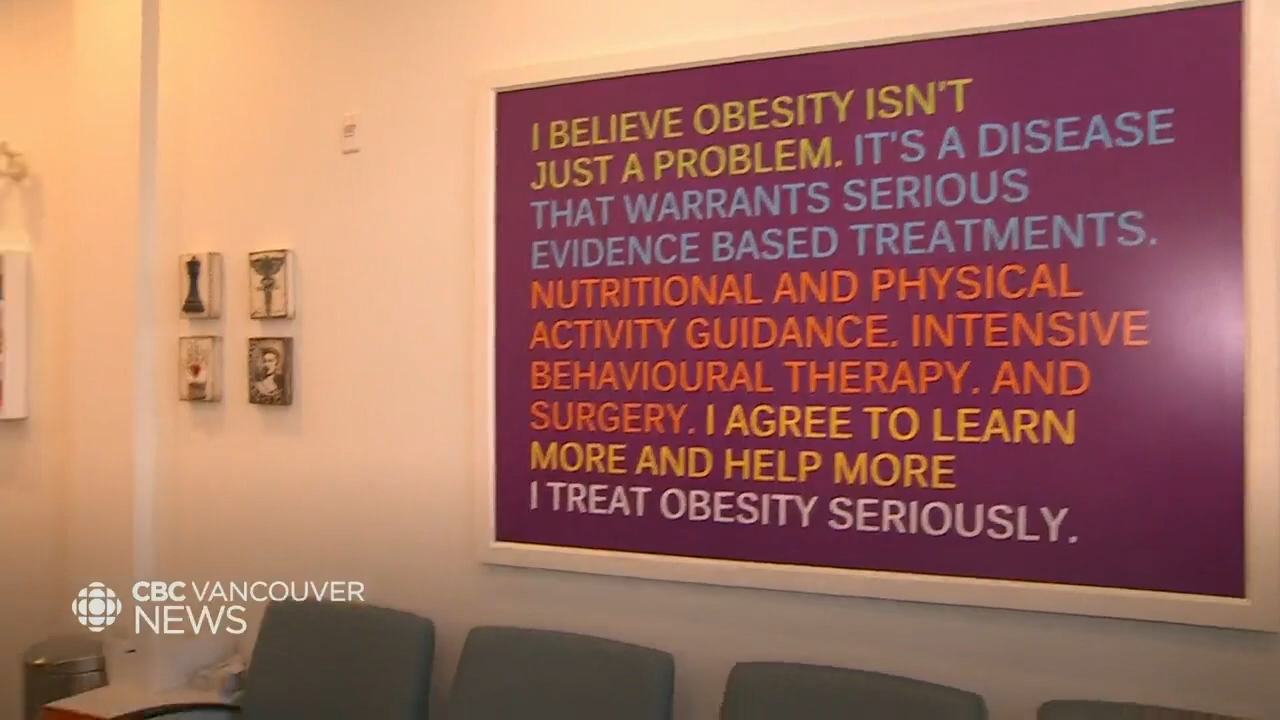 I BELIEVE OBESITY ISN'T
JUST A PROBLEM. IT'S A DISEASE
THAT WARRANTS SERIOUS
EVIDENCE BASED TREATMENTS.
NUTRITIONAL AND PHYSICAL
ACTIVITY GUIDANCE. INTENSIVE
BEHAVIOURAL THERAPY. AND
SURGERY. I AGREE TO LEARN
MORE AND HELP MORE
I TREAT OBESITY SERIOUSLY.
CBC VANCOUVER
NEWS